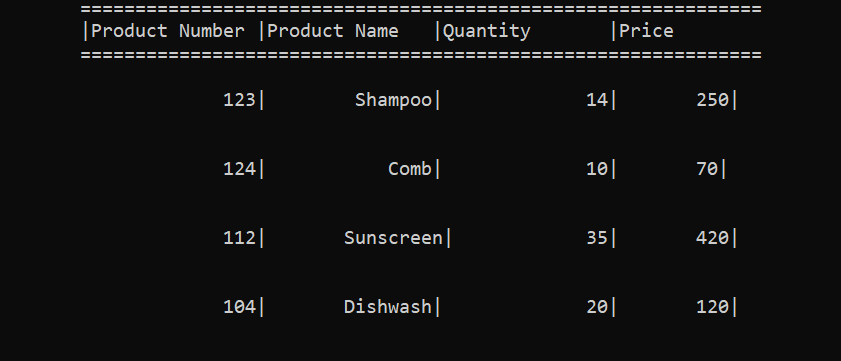 ==============================================================
|Product Number |Product Name   |Quantity       |Price
==============================================================
             123|        Shampoo|             14|       250|
             124|           Comb|             10|       70|
             112|       Sunscreen|            35|       420|
             104|       Dishwash|             20|       120|